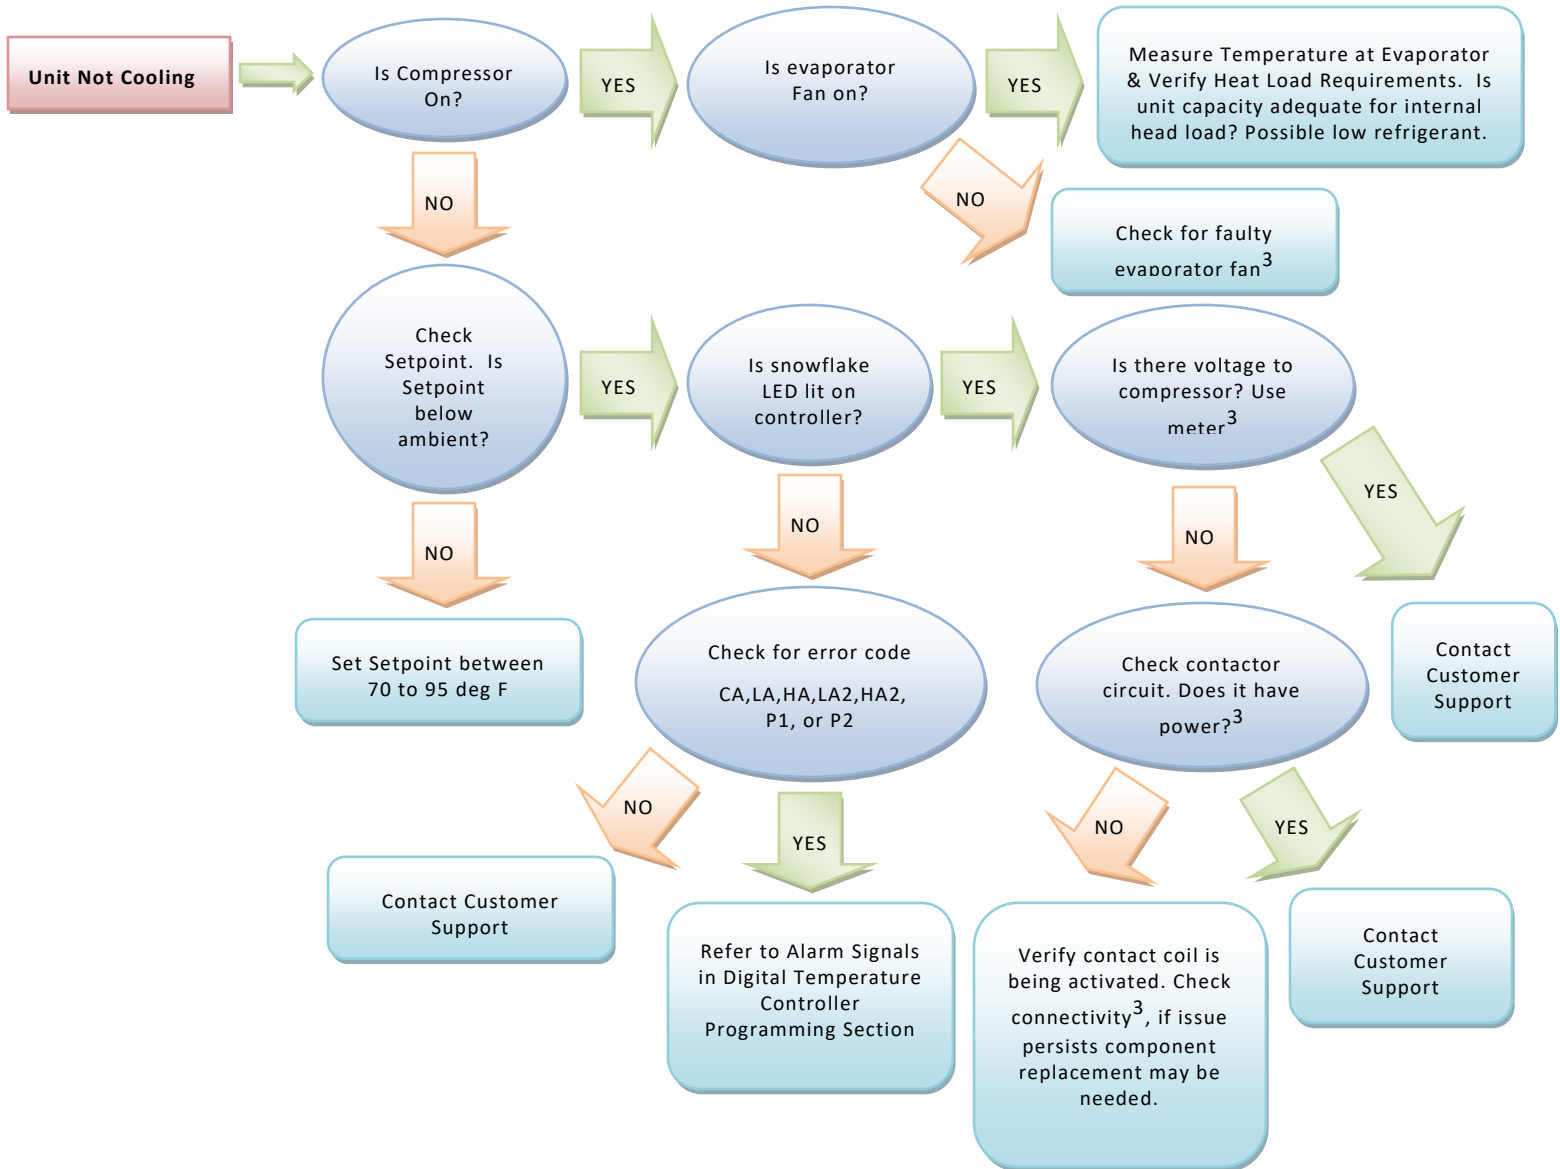 Unit Not Cooling
Is Compressor
On?
YES
Is evaporator
Fan on?
YES
Measure Temperature at Evaporator
& Verify Heat Load Requirements.  Is
unit capacity adequate for internal
head load? Possible low refrigerant.
NO
NO
Check for faulty
evaporator fan3
Check
Setpoint.  Is
Setpoint
below
ambient?
YES
Is snowflake
LED lit on
controller?
YES
Is there voltage to
compressor? Use
meter3
YES
NO
NO
NO
Set Setpoint between
70 to 95 deg F
Check for error code
CA,LA,HA,LA2,HA2,
P1, or P2
Check contactor
circuit. Does it have
power?3
Contact
Customer
Support
NO
YES
NO
YES
Contact Customer
Support
Refer to Alarm Signals
in Digital Temperature
Controller
Programming Section
Verify contact coil is
being activated. Check
connectivity3, if issue
persists component
replacement may be
needed.
Contact
Customer
Support